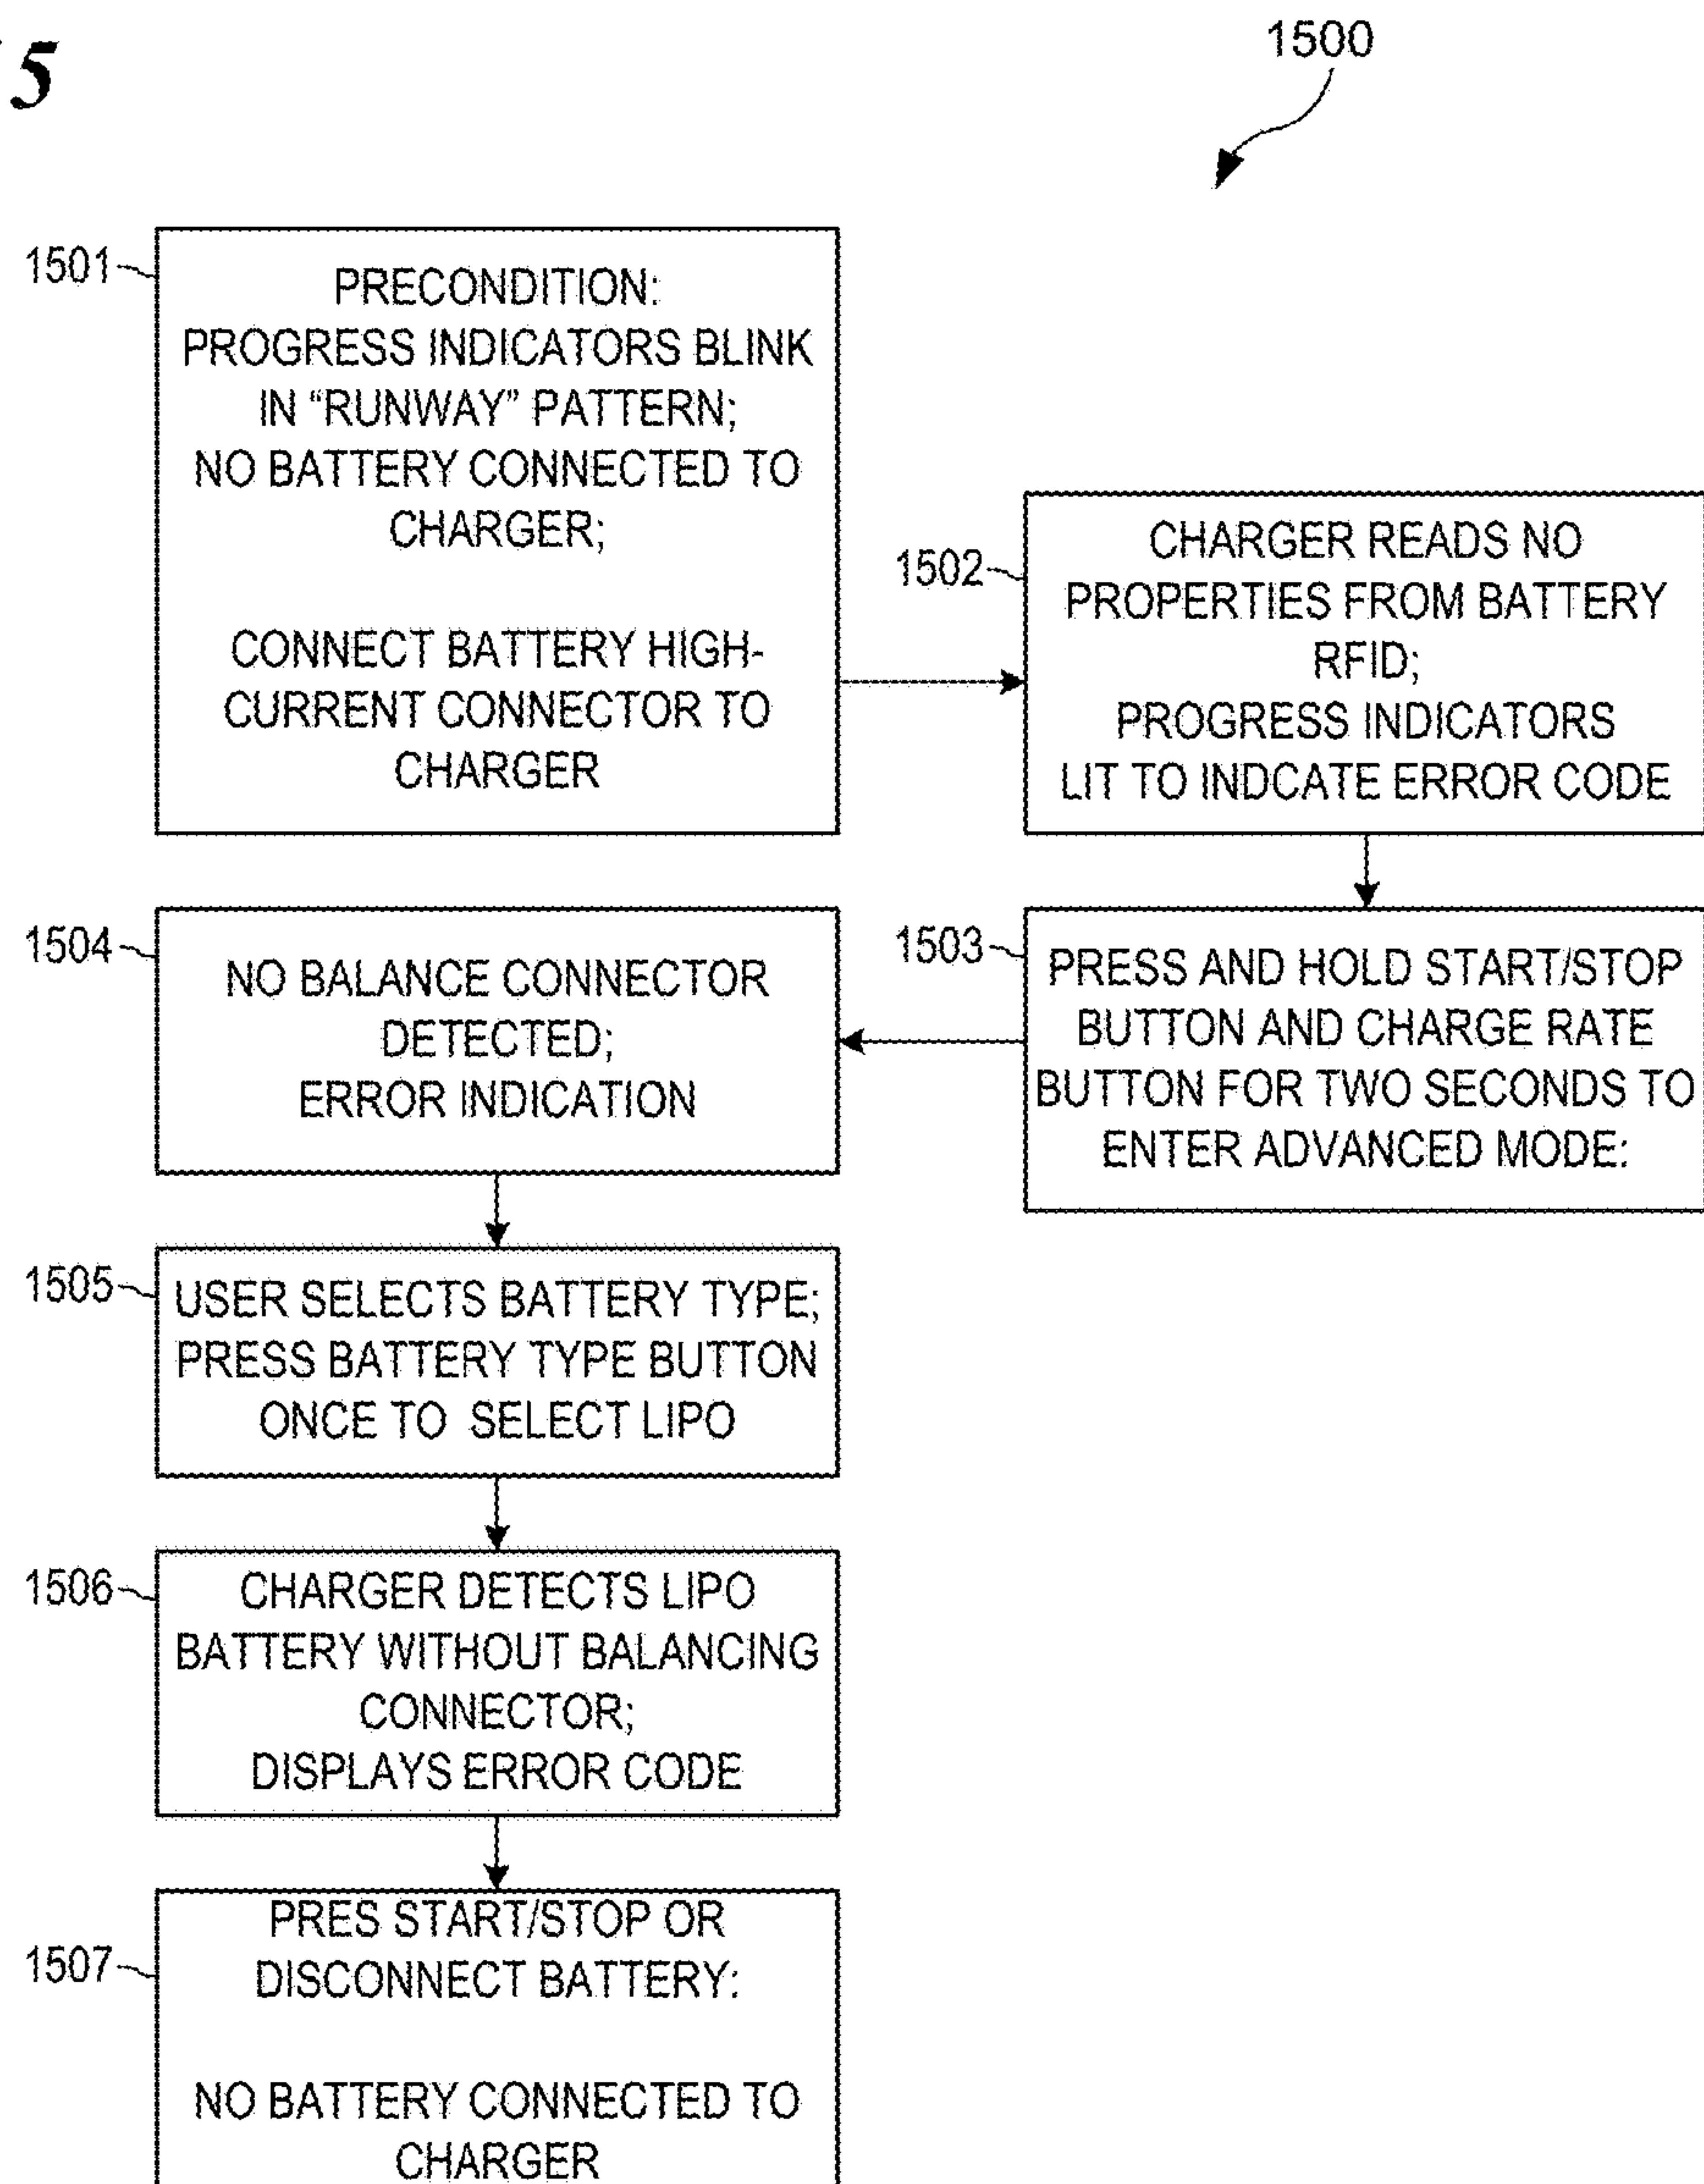 5
1500
1501
PRECONDITION:
PROGRESS INDICATORS BLINK
IN “RUNWAY” PATTERN;
NO BATTERY CONNECTED TO
CHARGER;
CONNECT BATTERY HIGH-
CURRENT CONNECTOR TO
CHARGER
1502
CHARGER READS NO
PROPERTIES FROM BATTERY
RFID;
PROGRESS INDICATORS
LIT TO INDCATE ERROR CODE
1503
PRESS AND HOLD START/STOP
BUTTON AND CHARGE RATE
BUTTON FOR TWO SECONDS TO
ENTER ADVANCED MODE:
1504
NO BALANCE CONNECTOR
DETECTED;
ERROR INDICATION
1505
USER SELECTS BATTERY TYPE;
PRESS BATTERY TYPE BUTTON
ONCE TO SELECT LIPO
1506
CHARGER DETECTS LIPO
BATTERY WITHOUT BALANCING
CONNECTOR;
DISPLAYS ERROR CODE
1507
PRES START/STOP OR
DISCONNECT BATTERY:
NO BATTERY CONNECTED TO
CHARGER